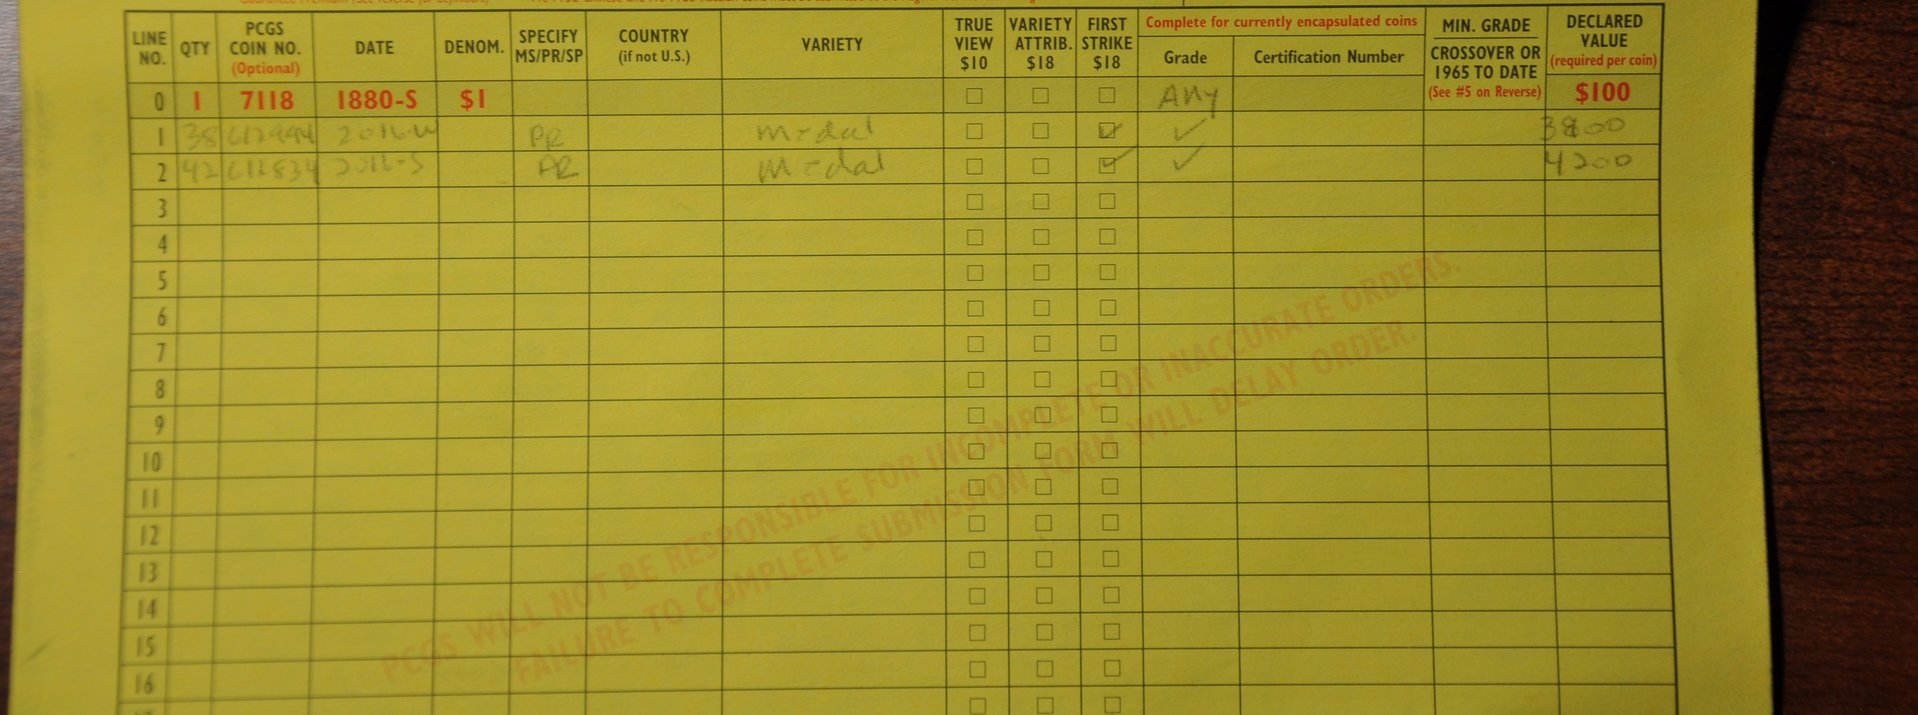 LINE NO. QTY PCGS COIN NO. (Optional) DATE DENOM. SPECIFY MS/PR/SP COUNTRY (if not U.S.) VARIETY TRUE VIEW $10 VARIETY ATTRIB. $18 FIRST STRIKE $18 Complete for currently encapsulated coins Grade Certification Number MIN. GRADE CROSSOVER OR 1965 TO DATE (See #5 on Reverse) DECLARED VALUE (required per coin)
0 1 7118 1880-S $1 ANY $100
1 38 2016-W PR Medal 3800
2 42 612834 2016-S PR Medal 4200
3
4
5
6
7
8
9
10
11
12
13
14
15
16
PCGS WILL NOT BE RESPONSIBLE FOR INCOMPLETE OR INACCURATE ORDERS.
FAILURE TO COMPLETE SUBMISSION FORM WILL DELAY ORDER.